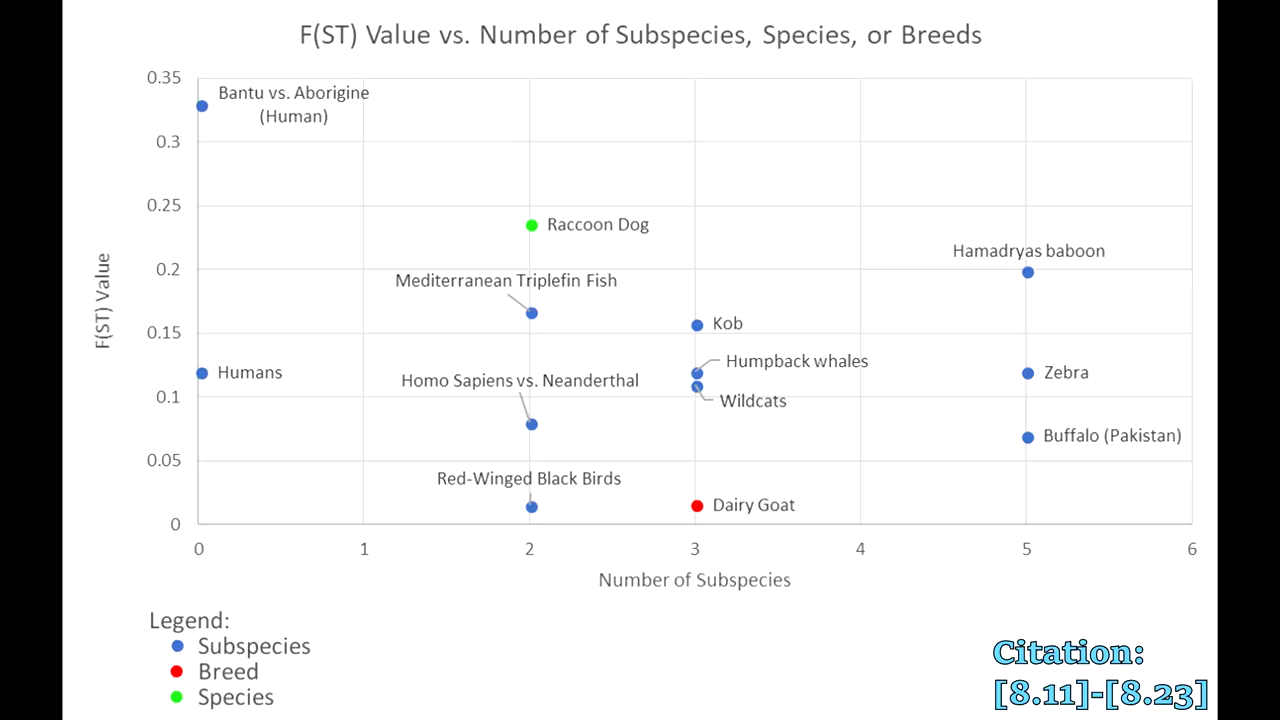 F(ST) Value vs. Number of Subspecies, Species, or Breeds
0.35
0.3
0.25
0.2
0.15
0.1
0.05
0
F(ST) Value
Bantu vs. Aborigine
(Human)
Raccoon Dog
Hamadryas baboon
Mediterranean Triplefin Fish
Kob
Humpback whales
Humans
Homo Sapiens vs. Neanderthal
Zebra
Wildcats
Buffalo (Pakistan)
Red-Winged Black Birds
Dairy Goat
0 1 2 3 4 5 6
Number of Subspecies
Legend:
Subspecies
Breed
Species
Citation:
[8.11]-[8.23]